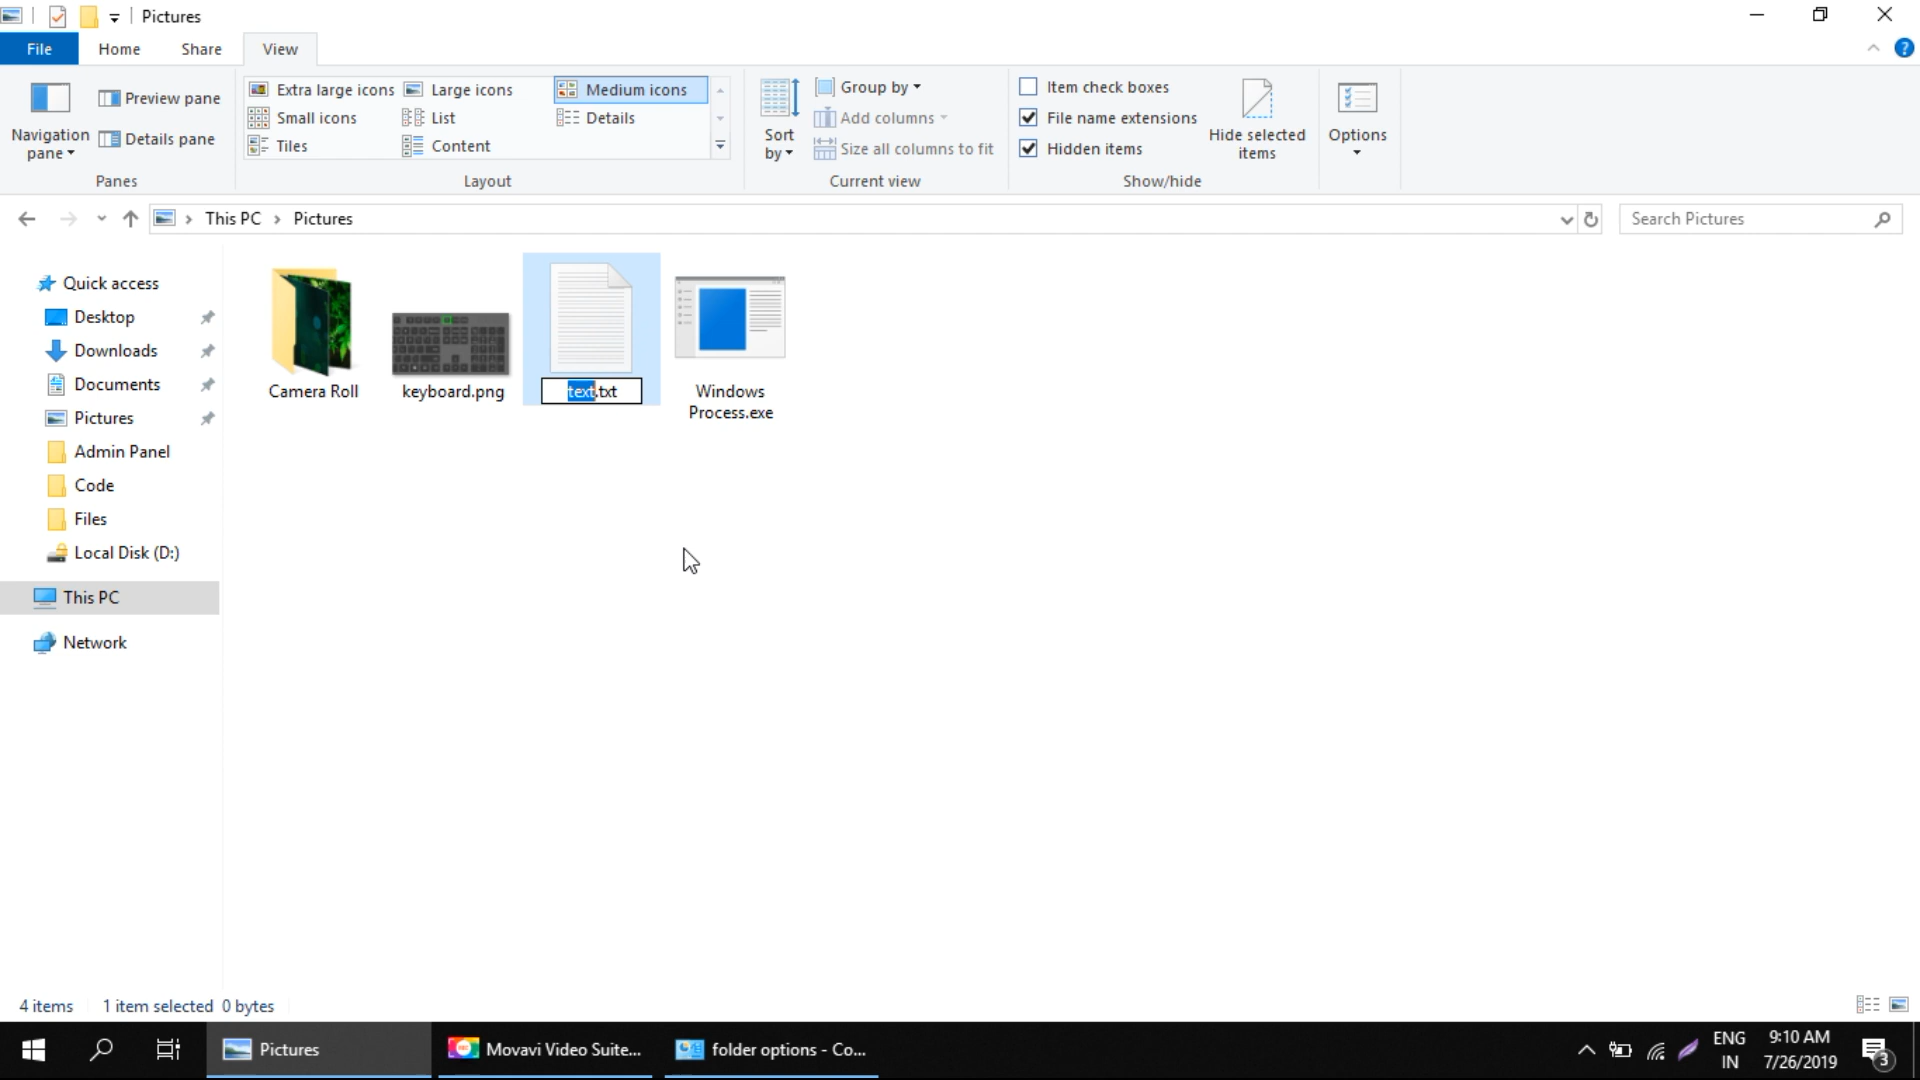 Pictures
File Home Share View
Navigation pane
Preview pane
Details pane
Panes
Extra large icons Large icons Medium icons
Small icons List Details
Tiles Content
Layout
Sort by
Group by
Add columns
Size all columns to fit
Current view
Item check boxes
File name extensions
Hidden items
Hide selected items
Show/hide
Options
This PC > Pictures
Search Pictures
Quick access
Desktop
Downloads
Documents
Pictures
Admin Panel
Code
Files
Local Disk (D:)
This PC
Network
Camera Roll
keyboard.png
text.txt
Windows
Process.exe
4 items 1 item selected 0 bytes
Pictures
Movavi Video Suite...
folder options - Co...
ENG
IN
9:10 AM
7/26/2019
3